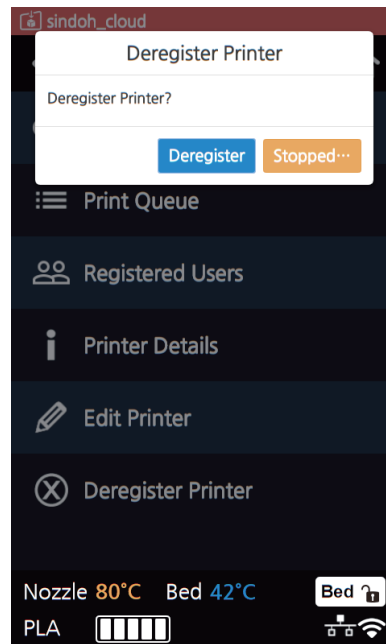 sindoh_cloud
Deregister Printer
Deregister Printer?
Deregister Stopped⋯
Print Queue
Registered Users
Printer Details
Edit Printer
Deregister Printer
Nozzle 80°C Bed 42°C Bed
PLA